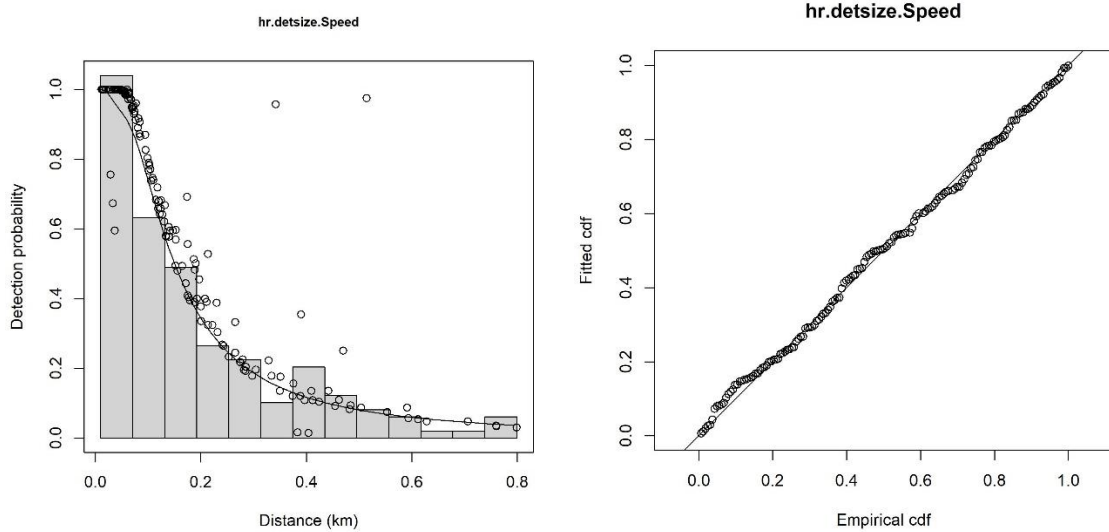 hr.detsize.Speed
Detection probability
1.0
0.8
0.6
0.4
0.2
0.0
0.0 0.2 0.4 0.6 0.8
Distance (km)
hr.detsize.Speed
Fitted cdf
1.0
0.8
0.6
0.4
0.2
0.0
0.0 0.2 0.4 0.6 0.8 1.0
Empirical cdf